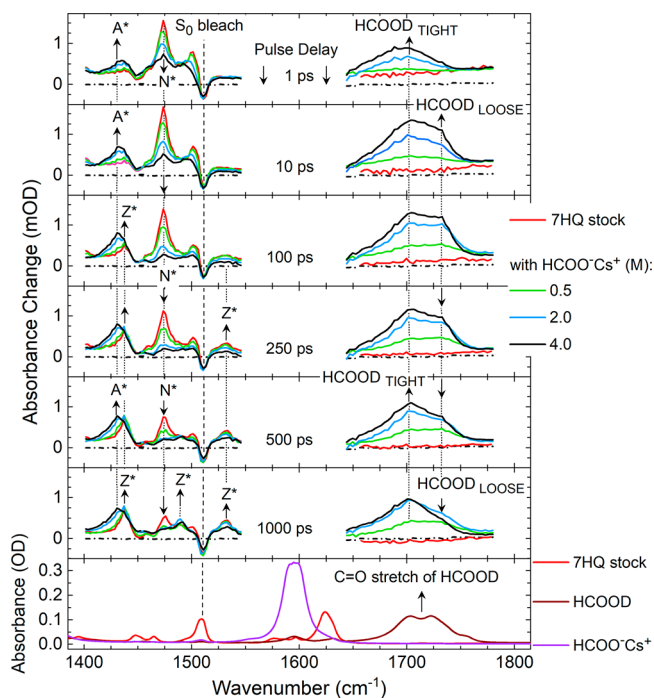 A* S₀ bleach HCOOD TIGHT
Pulse Delay
1
0
N*
1 ps
A* HCOOD LOOSE
1
0
10 ps
Z*
1
0
N*
100 ps
7HQ stock
with HCOO⁻Cs⁺ (M):
0.5
2.0
4.0
Z*
1
0
250 ps
A* N* HCOOD TIGHT
1
0
500 ps
Z* Z* Z* HCOOD LOOSE
1
0
1000 ps
Absorbance Change (mOD)
0.3
0.2
0.1
0.0
C=O stretch of HCOOD
7HQ stock
HCOOD
HCOO⁻Cs⁺
Absorbance (OD)
1400 1500 1600 1700 1800
Wavenumber (cm⁻¹)